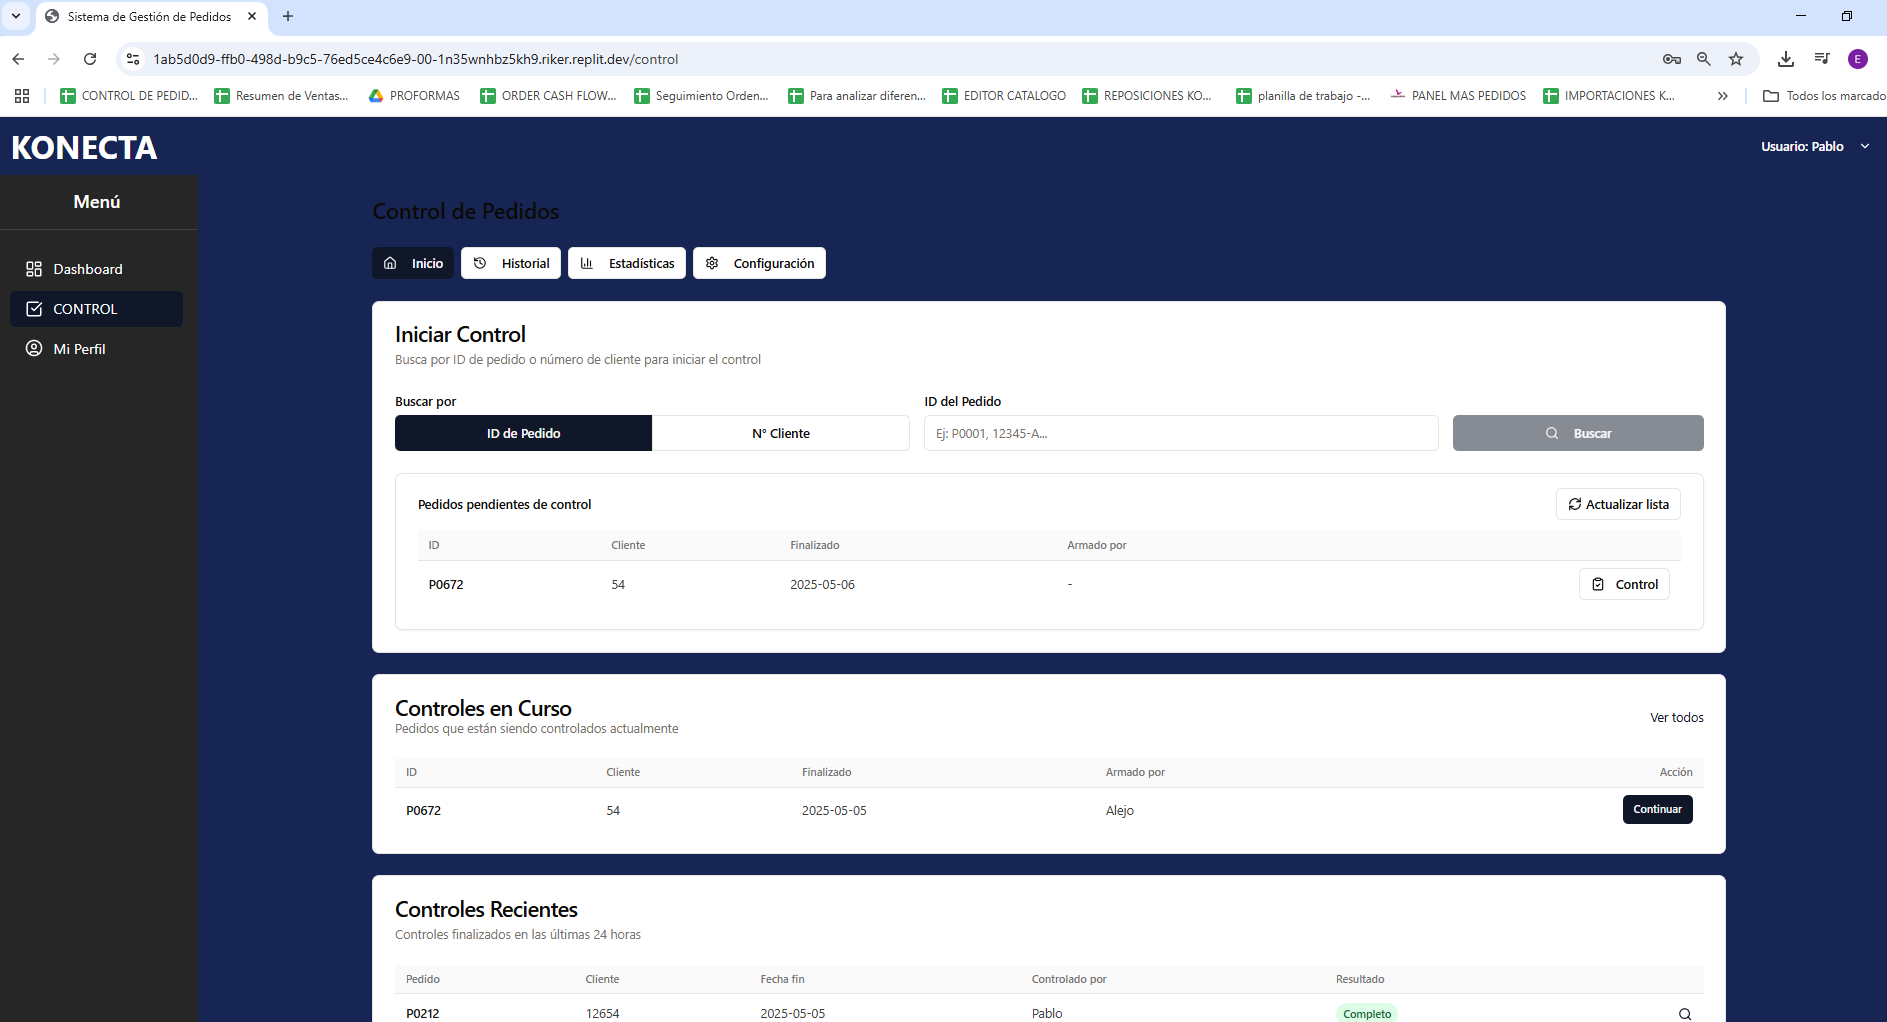 Sistema de Gestión de Pedidos
1ab5d0d9-ffb0-498d-b9c5-76ed5ce4c6e9-00-1n35wnhbz5kh9.riker.replit.dev/control
E
CONTROL DE PEDID...
Resumen de Ventas...
PROFORMAS
ORDER CASH FLOW...
Seguimiento Orden...
Para analizar diferen...
EDITOR CATALOGO
REPOSICIONES KO...
planilla de trabajo -...
PANEL MAS PEDIDOS
IMPORTACIONES K...
Todos los marcado
KONECTA
Usuario: Pablo
Menú
Dashboard
CONTROL
Mi Perfil
Control de Pedidos
Inicio
Historial
Estadísticas
Configuración
Iniciar Control
Busca por ID de pedido o número de cliente para iniciar el control
Buscar por
ID del Pedido
ID de Pedido
N° Cliente
Ej: P0001, 12345-A...
Buscar
Pedidos pendientes de control
Actualizar lista
ID Cliente Finalizado Armado por
P0672 54 2025-05-06 -
Control
Controles en Curso
Pedidos que están siendo controlados actualmente
Ver todos
ID Cliente Finalizado Armado por Acción
P0672 54 2025-05-05 Alejo Continuar
Controles Recientes
Controles finalizados en las últimas 24 horas
Pedido Cliente Fecha fin Controlado por Resultado
P0212 12654 2025-05-05 Pablo Completo